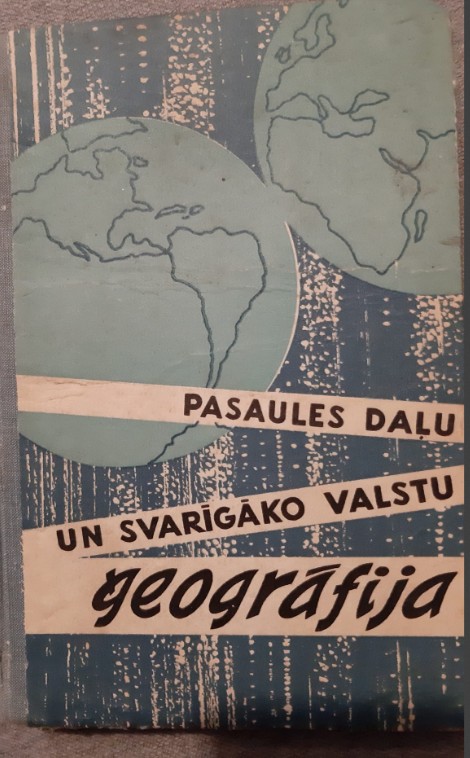 PASAULES DAĻU
UN SVARĪGĀKO VALSTU
ģeogrāfija